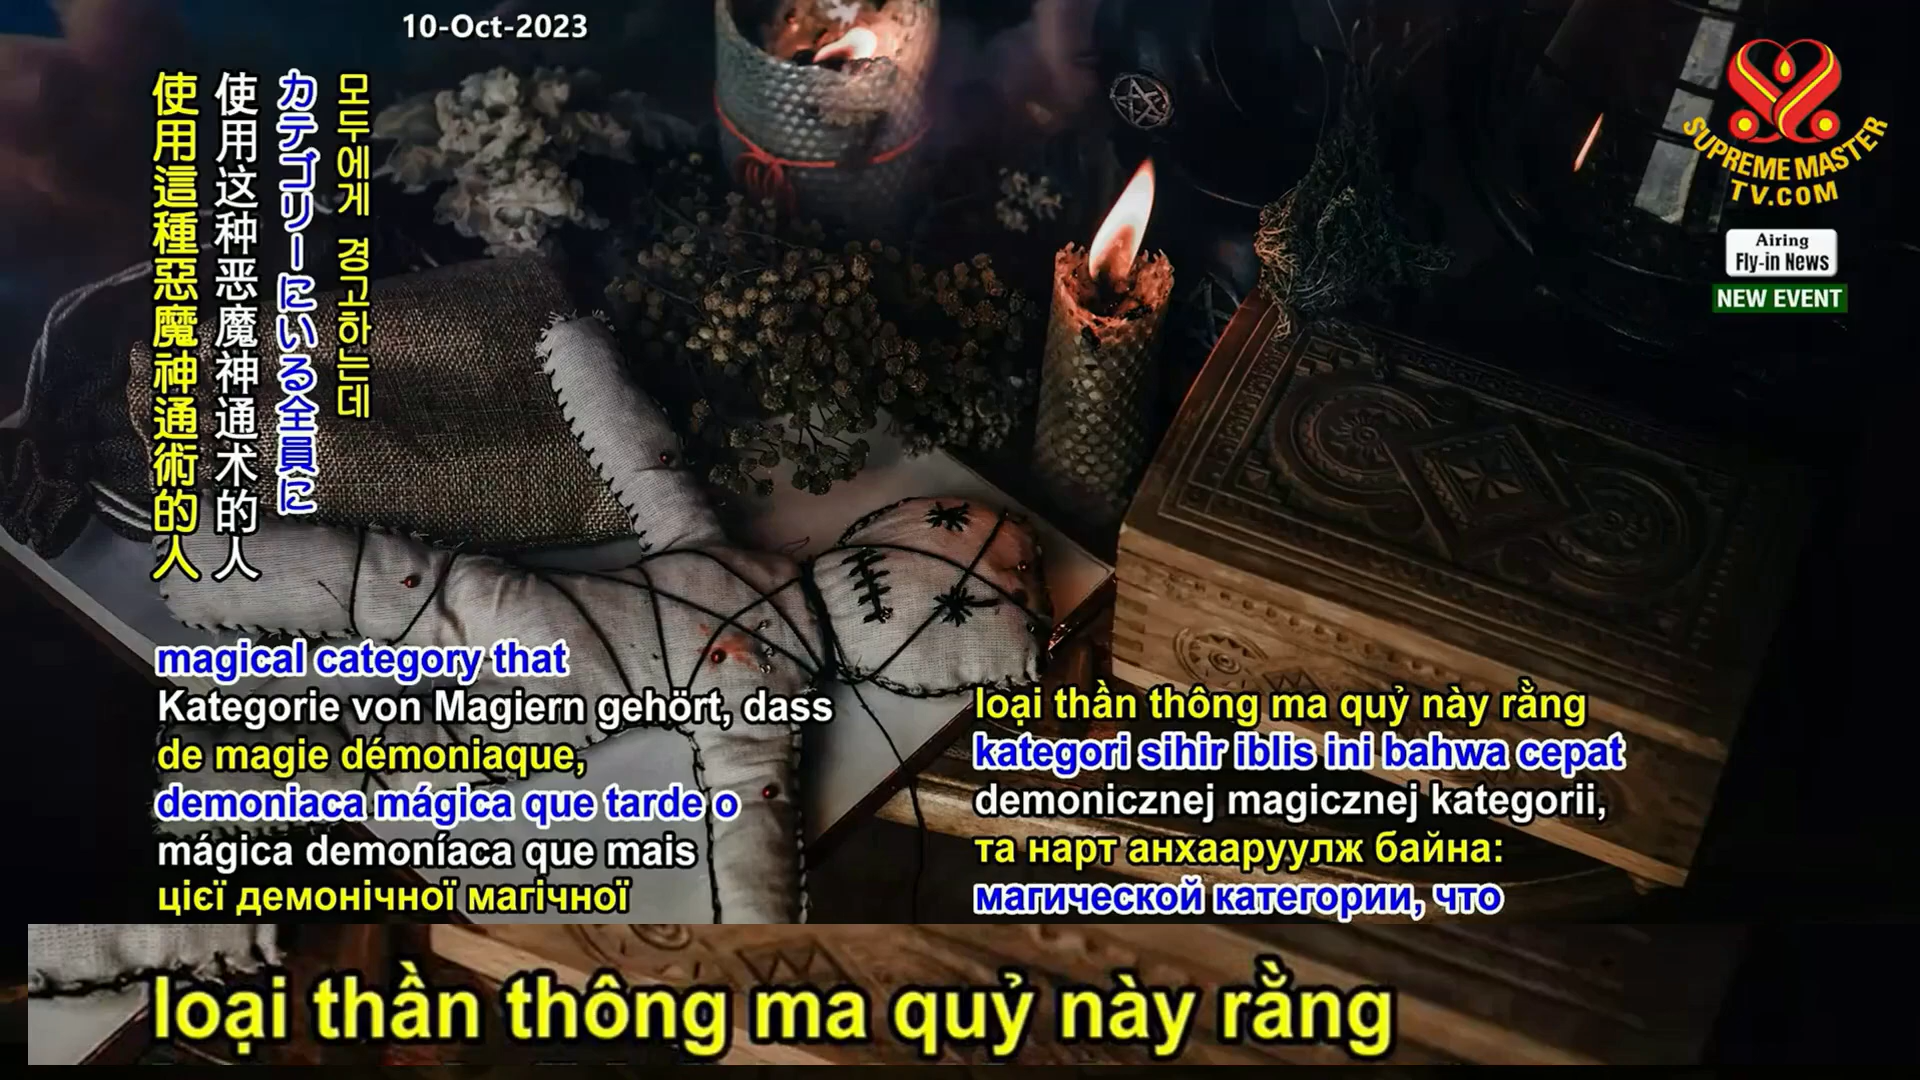 10-Oct-2023
모두에게 경고하는데
カテゴリーにいる全員に
使用这种恶魔神通术的人
使用這種惡魔神通術的人
SUPREME MASTER
TV.COM
Airing
Fly-in News
NEW EVENT
magical category that
Kategorie von Magiern gehört, dass
de magie démoniaque,
demoniaca mágica que tarde o
mágica demoníaca que mais
цієї демонічної магічної
loại thần thông ma quỷ này rằng
kategori sihir iblis ini bahwa cepat
demonicznej magicznej kategorii,
та нарт анхааруулж байна:
магической категории, что
loại thần thông ma quỷ này rằng